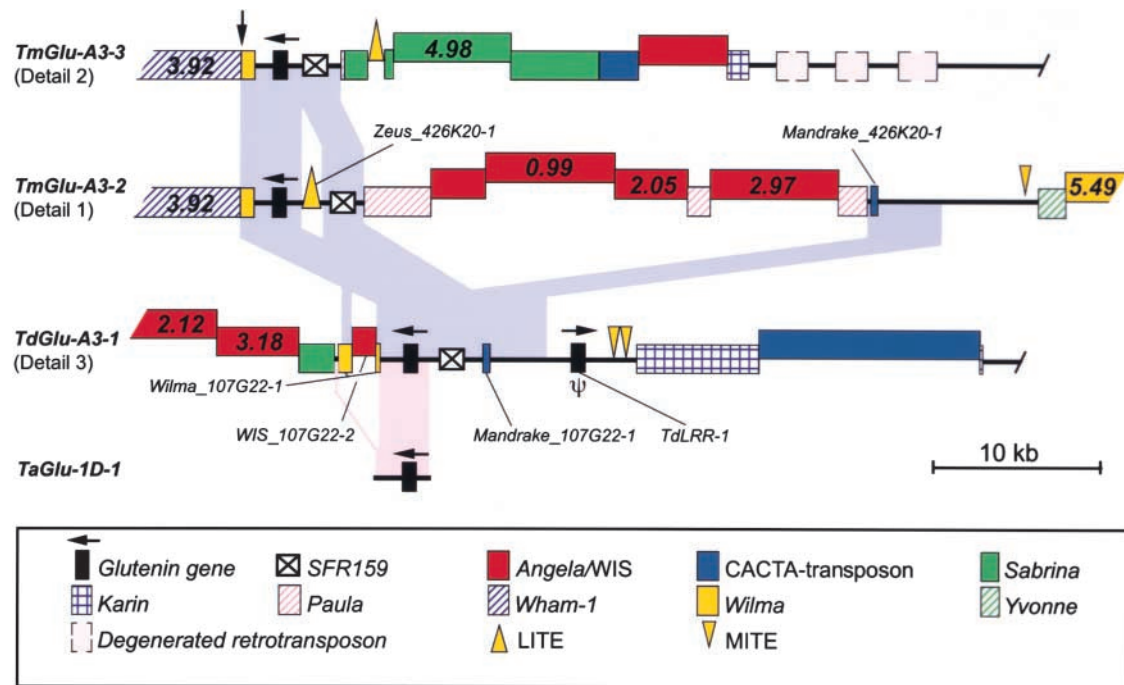 TmGlu-A3-3
(Detail 2)
3.92
4.98
Zeus_426K20-1
Mandrake_426K20-1
TmGlu-A3-2
(Detail 1)
3.92
0.99
2.05
2.97
5.49
TdGlu-A3-1
(Detail 3)
2.12
3.18
Wilma_107G22-1
WIS_107G22-2
Mandrake_107G22-1
ψ
TdLRR-1
TaGlu-1D-1
10 kb
Glutenin gene
SFR159
Angela/WIS
CACTA-transposon
Sabrina
Karin
Paula
Wham-1
Wilma
Yvonne
Degenerated retrotransposon
LITE
MITE